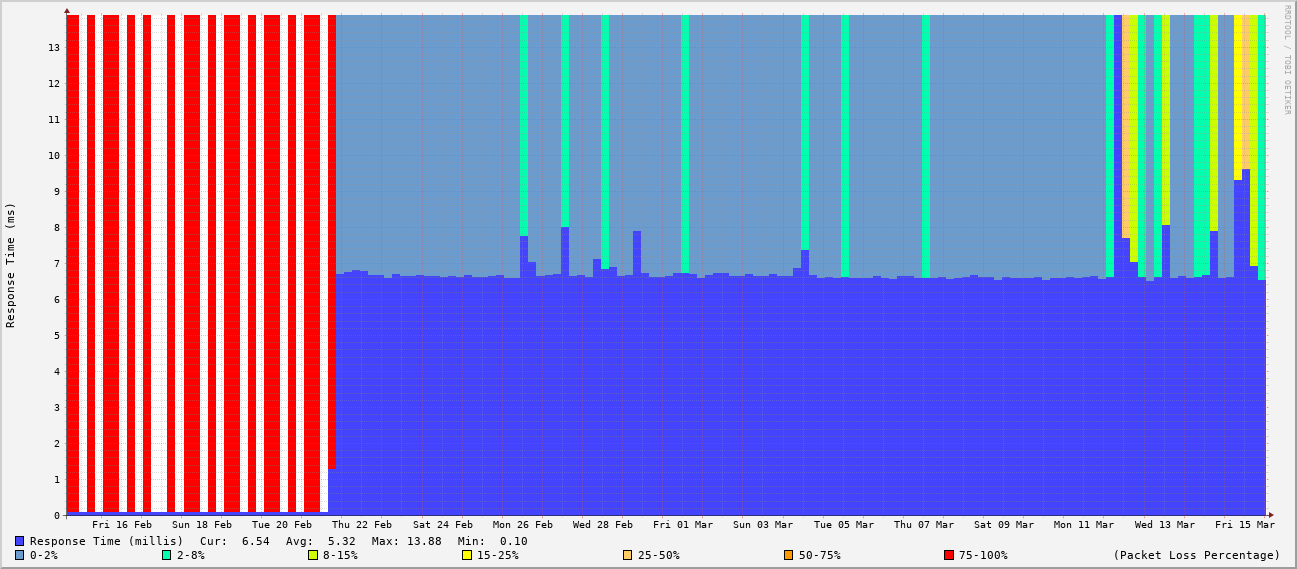 RRDTOOL / TOBI OETIKER
Response Time (ms)
13
12
11
10
9
8
7
6
5
4
3
2
1
0
Fri 16 Feb Sun 18 Feb Tue 20 Feb Thu 22 Feb Sat 24 Feb Mon 26 Feb Wed 28 Feb Fri 01 Mar Sun 03 Mar Tue 05 Mar Thu 07 Mar Sat 09 Mar Mon 11 Mar Wed 13 Mar Fri 15 Mar
Response Time (millis) Cur: 6.54 Avg: 5.32 Max: 13.88 Min: 0.10
0-2% 2-8% 8-15% 15-25% 25-50% 50-75% 75-100% (Packet Loss Percentage)